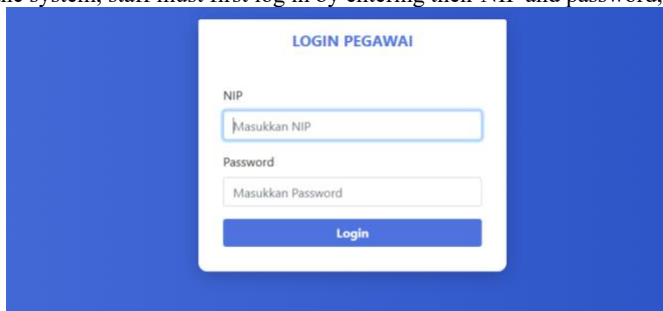 system, staff must first log in by entering their NIP and password,
LOGIN PEGAWAI
NIP
Masukkan NIP
Password
Masukkan Password
Login